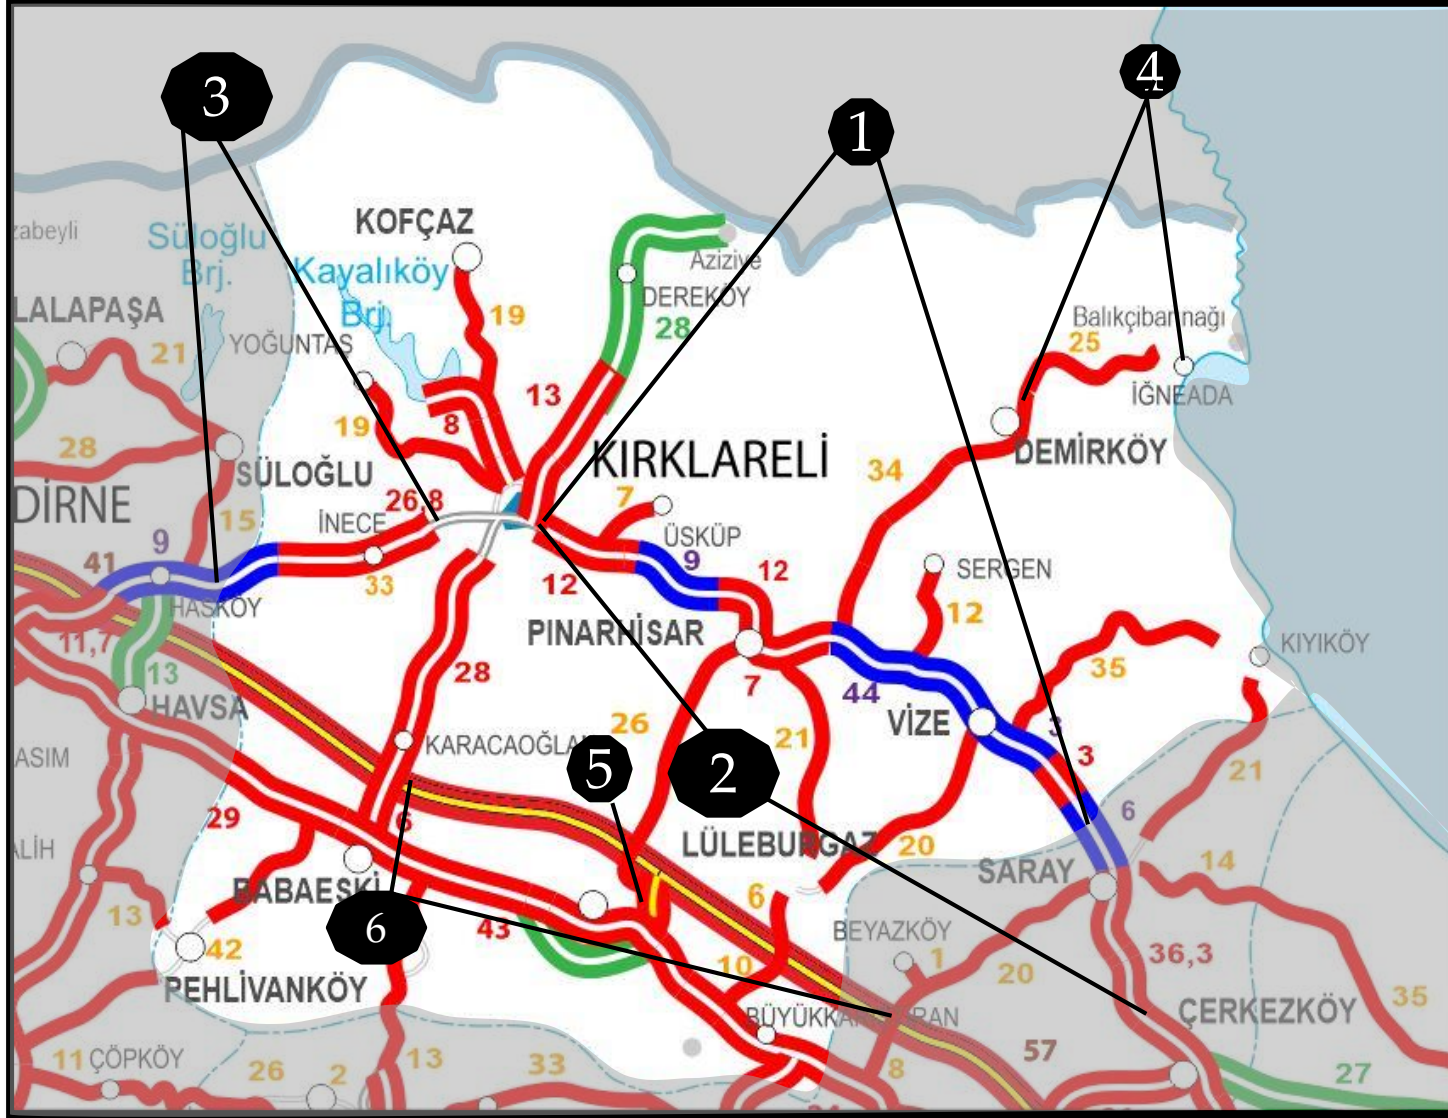 3
4
1
zabeyli
Süloğlu
Brj.
KOFÇAZ
Kayalıköy
Brj.
Aziziye
DEREKÖY
28
19
LALAPAŞA
21
YOĞUNTAŞ
Balıkçıbarınağı
25
İĞNEADA
13
19
8
28
SÜLOĞLU
KIRKLARELİ
34
DEMİRKÖY
DİRNE
15
26,8
İNECE
7
ÜSKÜP
41
9
33
12
9
12
SERGEN
HASKÖY
12
11,7
PINARHİSAR
KIYIKÖY
13
28
7
44
35
HAVSA
VİZE
3
26
21
KARACAOĞLA
ASIM
5
2
3
21
29
6
6
ALİH
LÜLEBURGAZ
20
14
SARAY
BABAESKİ
6
13
6
43
BEYAZKÖY
42
10
1
20
36,3
PEHLİVANKÖY
35
ÇERKEZKÖY
11
ÇÖPKÖY
26
2
13
33
57
8
27